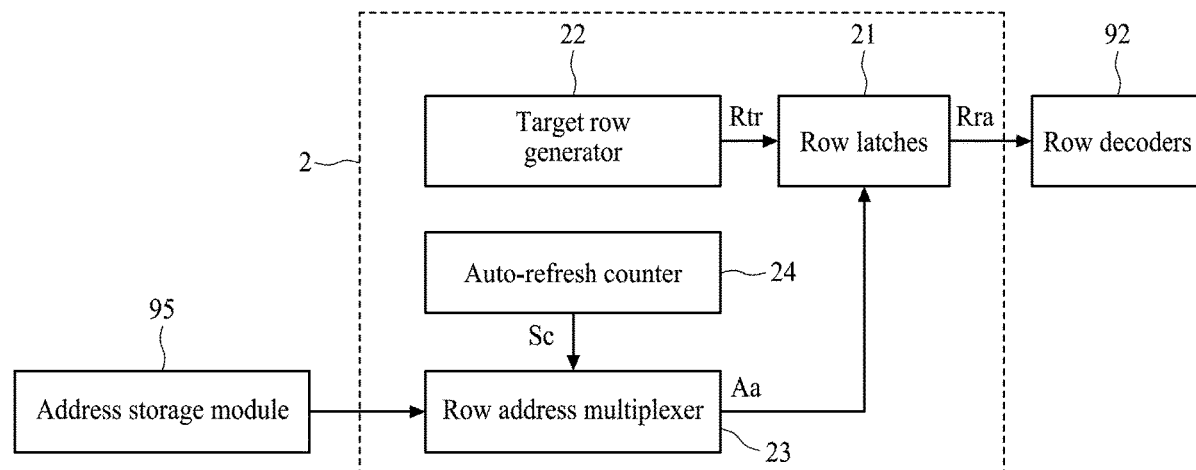 22
21
92
Target row
generator
Rtr
Row latches
Rra
Row decoders
2
Auto-refresh counter
24
95
Sc
Address storage module
Row address multiplexer
Aa
23